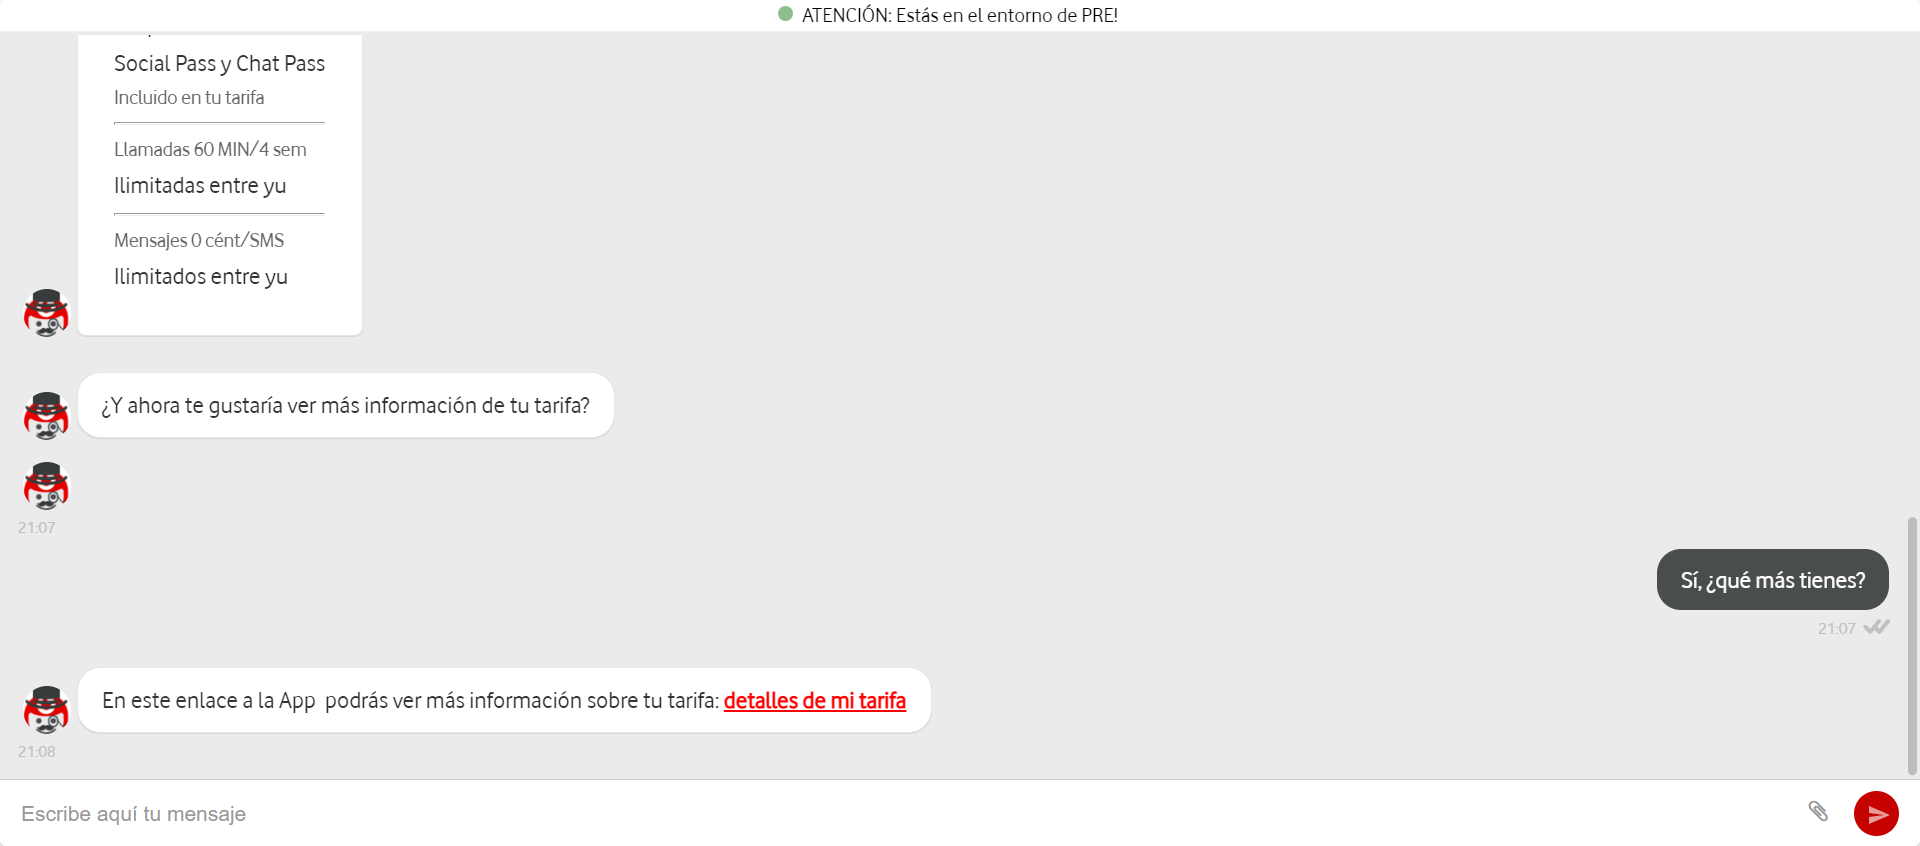 ATENCIÓN: Estás en el entorno de PRE!
Social Pass y Chat Pass
Incluido en tu tarifa
Llamadas 60 MIN/4 sem
Ilimitadas entre yu
Mensajes 0 cént/SMS
Ilimitados entre yu
¿Y ahora te gustaría ver más información de tu tarifa?
21:07
Sí, ¿qué más tienes?
21:07
En este enlace a la App  podrás ver más información sobre tu tarifa: detalles de mi tarifa
21:08
Escribe aquí tu mensaje